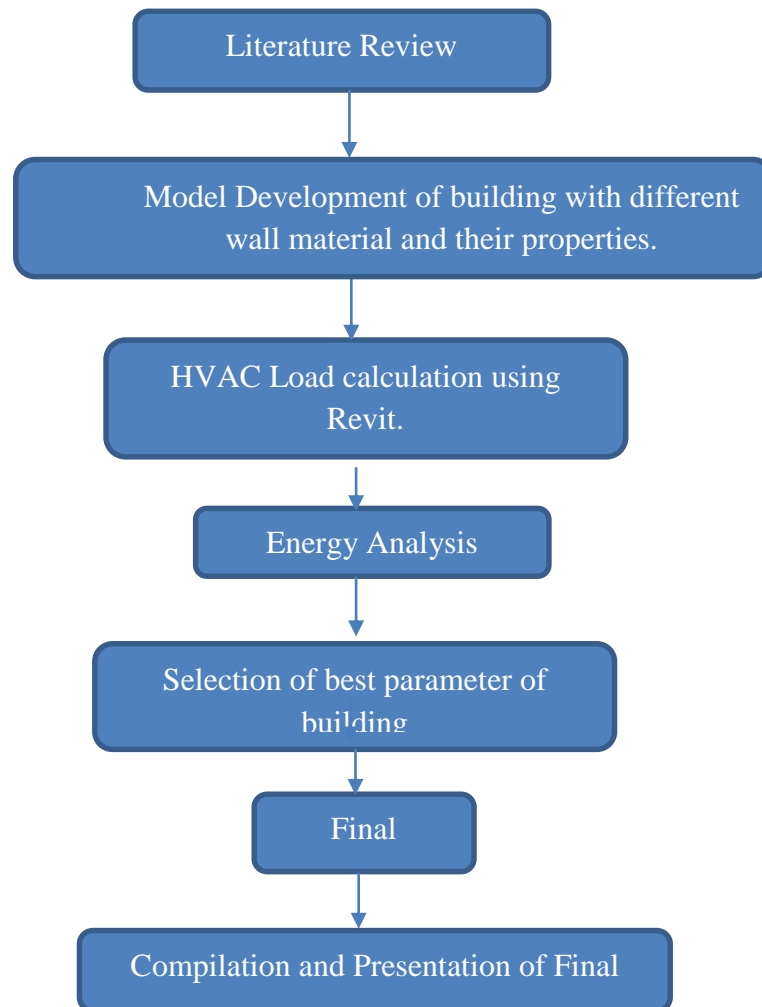 Literature Review
Model Development of building with different
wall material and their properties.
HVAC Load calculation using
Revit.
Energy Analysis
Selection of best parameter of
building
Final
Compilation and Presentation of Final